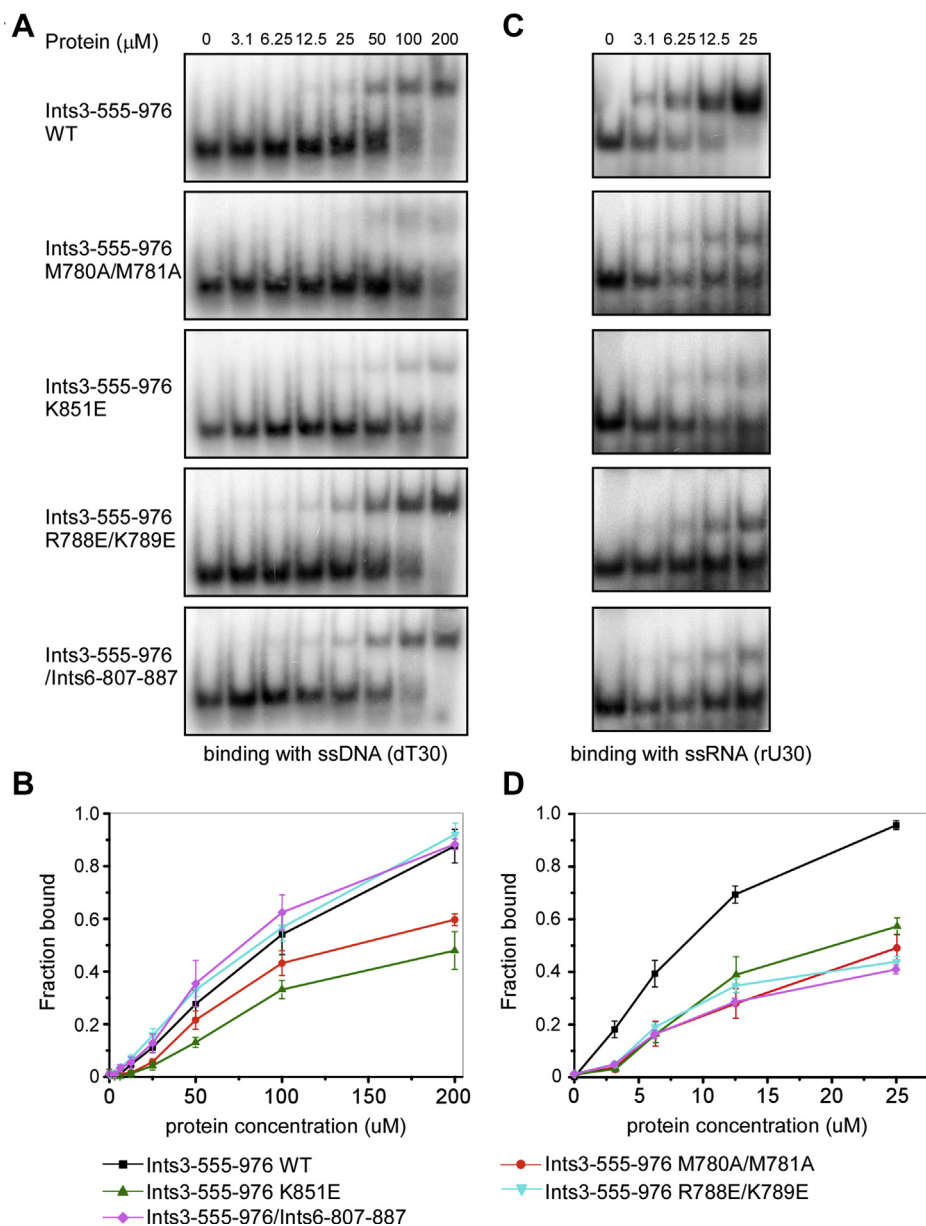 A
Protein (μM) 0 3.1 6.25 12.5 25 50 100 200
Ints3-555-976
WT
Ints3-555-976
M780A/M781A
Ints3-555-976
K851E
Ints3-555-976
R788E/K789E
Ints3-555-976
/Ints6-807-887
binding with ssDNA (dT30)
C
0 3.1 6.25 12.5 25
binding with ssRNA (rU30)
B
Fraction bound
1.0
0.8
0.6
0.4
0.2
0
0 50 100 150 200
protein concentration (uM)
D
Fraction bound
1.0
0.8
0.6
0.4
0.2
0
0 5 10 15 20 25
protein concentration (uM)
Ints3-555-976 WT
Ints3-555-976 M780A/M781A
Ints3-555-976 K851E
Ints3-555-976 R788E/K789E
Ints3-555-976/Ints6-807-887